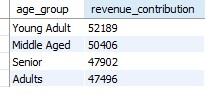 age_group revenue_contribution
Young Adult 52189
Middle Aged 50406
Senior 47902
Adults 47496